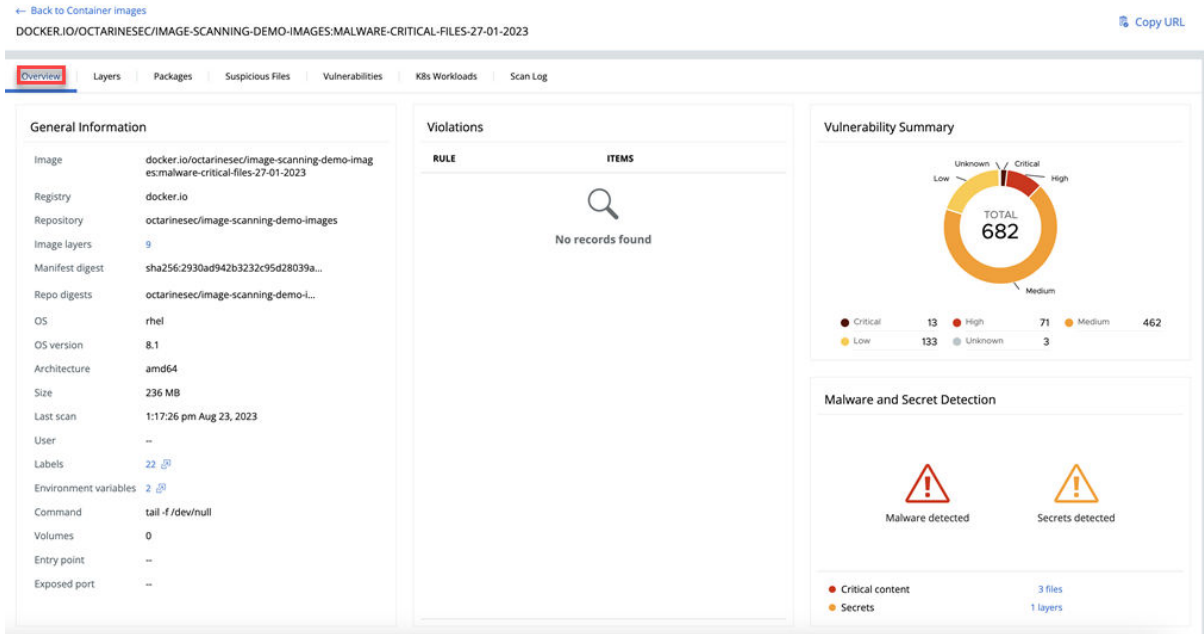 ← Back to Container images
DOCKER.IO/OCTARINESEC/IMAGE-SCANNING-DEMO-IMAGES:MALWARE-CRITICAL-FILES-27-01-2023
Copy URL
Overview Layers Packages Suspicious Files Vulnerabilities K8s Workloads Scan Log
General Information
Image docker.io/octarinesec/image-scanning-demo-imag
es:malware-critical-files-27-01-2023
Registry docker.io
Repository octarinesec/image-scanning-demo-images
Image layers 9
Manifest digest sha256:2930ad942b3232c95d28039a...
Repo digests octarinesec/image-scanning-demo-i...
OS rhel
OS version 8.1
Architecture amd64
Size 236 MB
Last scan 1:17:26 pm Aug 23, 2023
User --
Labels 22
Environment variables 2
Command tail -f /dev/null
Volumes 0
Entry point --
Exposed port --
Violations
RULE ITEMS
No records found
Vulnerability Summary
Unknown Critical
Low High
TOTAL
682
Medium
Critical 13 High 71 Medium 462
Low 133 Unknown 3
Malware and Secret Detection
Malware detected Secrets detected
Critical content 3 files
Secrets 1 layers